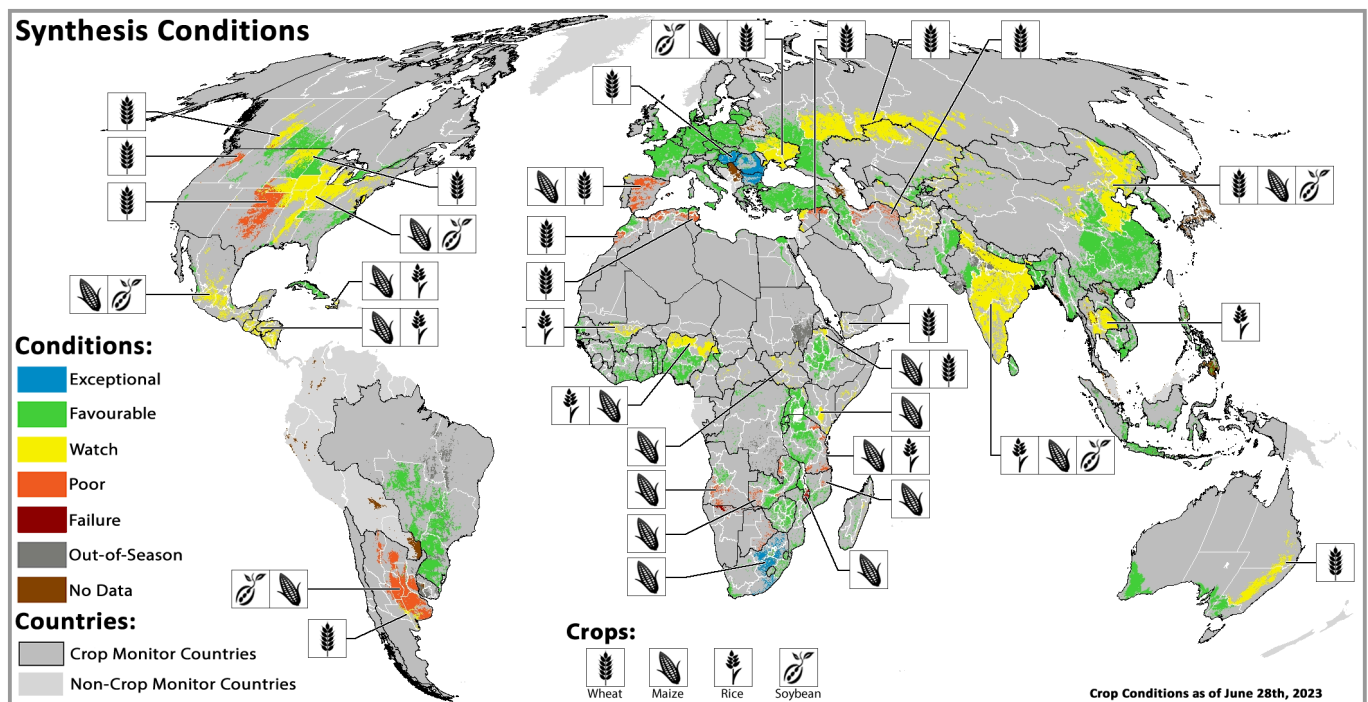 Synthesis Conditions
Conditions:
Exceptional
Favourable
Watch
Poor
Failure
Out-of-Season
No Data
Countries:
Crop Monitor Countries
Non-Crop Monitor Countries
Crops:
Wheat Maize Rice Soybean
Crop Conditions as of June 28th, 2023